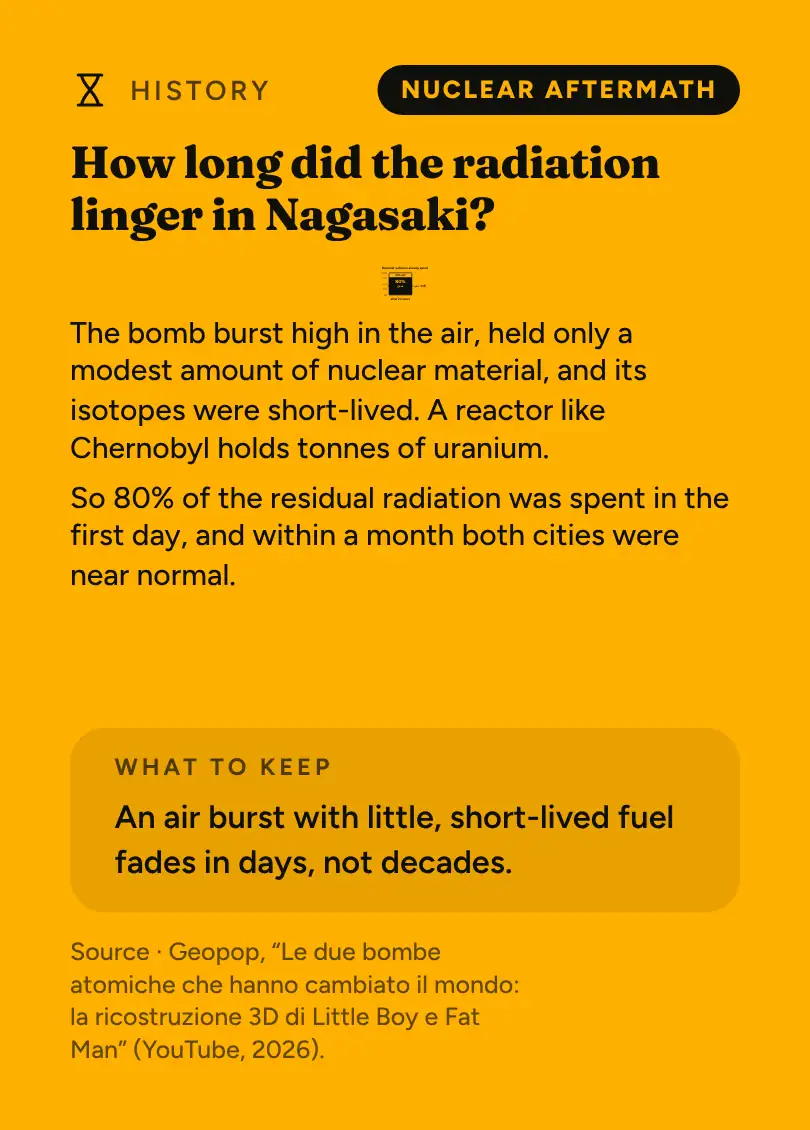 HISTORY
NUCLEAR AFTERMATH
How long did the radiation
linger in Nagasaki?
80%
The bomb burst high in the air, held only a
modest amount of nuclear material, and its
isotopes were short-lived. A reactor like
Chernobyl holds tonnes of uranium.
So 80% of the residual radiation was spent in the
first day, and within a month both cities were
near normal.
WHAT TO KEEP
An air burst with little, short-lived fuel
fades in days, not decades.
Source · Geopop, “Le due bombe
atomiche che hanno cambiato il mondo:
la ricostruzione 3D di Little Boy e Fat
Man” (YouTube, 2026).